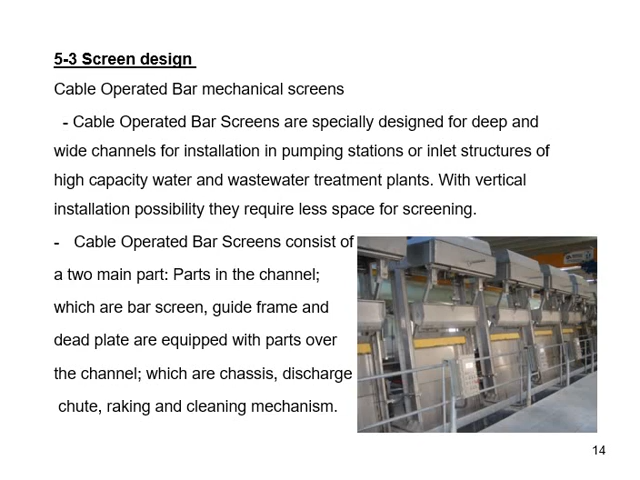 5-3 Screen design
Cable Operated Bar mechanical screens
- Cable Operated Bar Screens are specially designed for deep and
wide channels for installation in pumping stations or inlet structures of
high capacity water and wastewater treatment plants. With vertical
installation possibility they require less space for screening.
- Cable Operated Bar Screens consist of
a two main part: Parts in the channel;
which are bar screen, guide frame and
dead plate are equipped with parts over
the channel; which are chassis, discharge
chute, raking and cleaning mechanism.
14